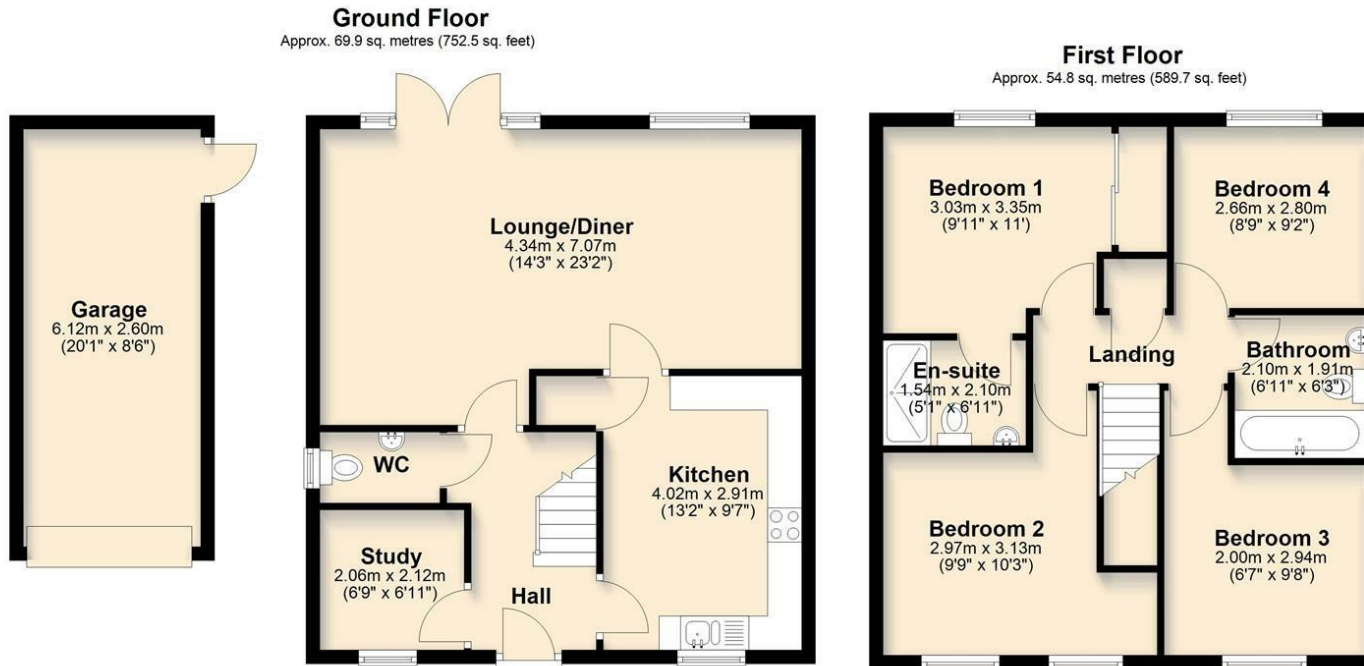 Ground Floor
Approx. 69.9 sq. metres (752.5 sq. feet)
Garage
6.12m x 2.60m
(20'1" x 8'6")
Lounge/Diner
4.34m x 7.07m
(14'3" x 23'2")
WC
Kitchen
4.02m x 2.91m
(13'2" x 9'7")
Study
2.06m x 2.12m
(6'9" x 6'11")
Hall
First Floor
Approx. 54.8 sq. metres (589.7 sq. feet)
Bedroom 1
3.03m x 3.35m
(9'11" x 11')
Bedroom 4
2.66m x 2.80m
(8'9" x 9'2")
Landing
En-suite
1.54m x 2.10m
(5'1" x 6'11")
Bathroom
2.10m x 1.91m
(6'11" x 6'3")
Bedroom 2
2.97m x 3.13m
(9'9" x 10'3")
Bedroom 3
2.00m x 2.94m
(6'7" x 9'8")